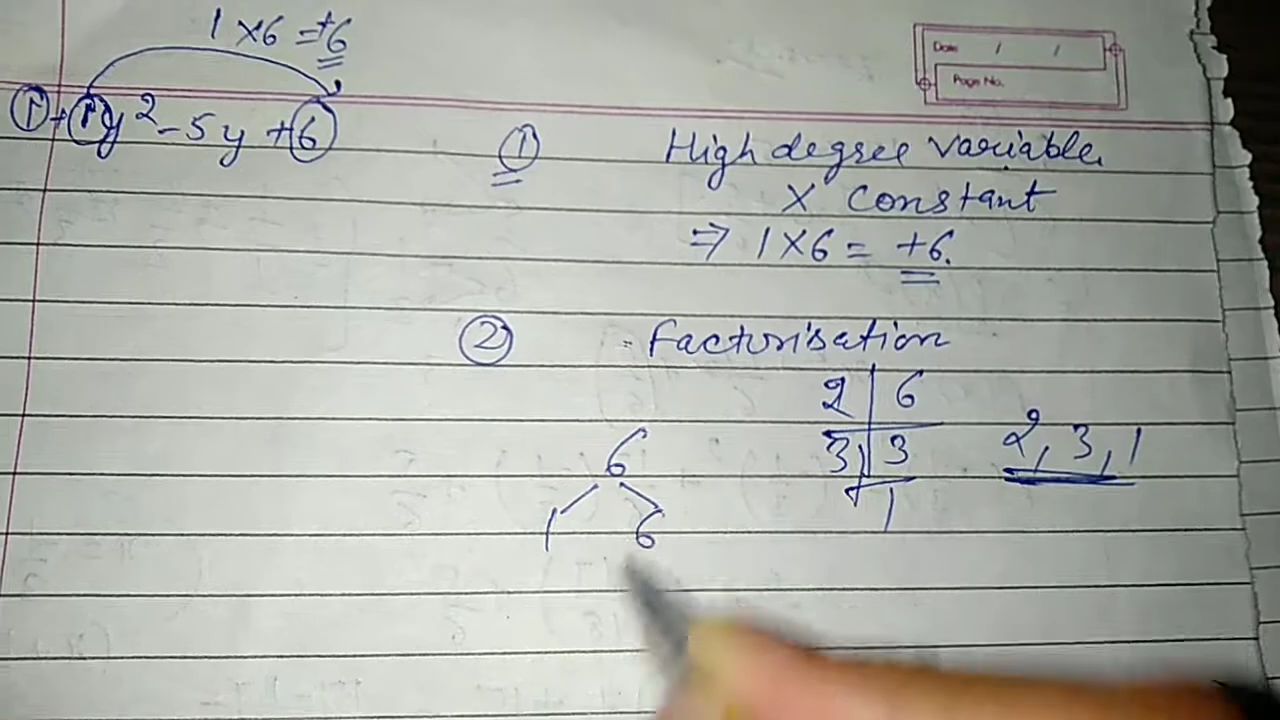 1 × 6 = +6
① + 1y² - 5y + 6
Date / /
Page No.
① High degree variable
× constant
⇒ 1 × 6 = +6.
② Factorisation
2 | 6
3 | 3
1
2, 3, 1
6
1 6